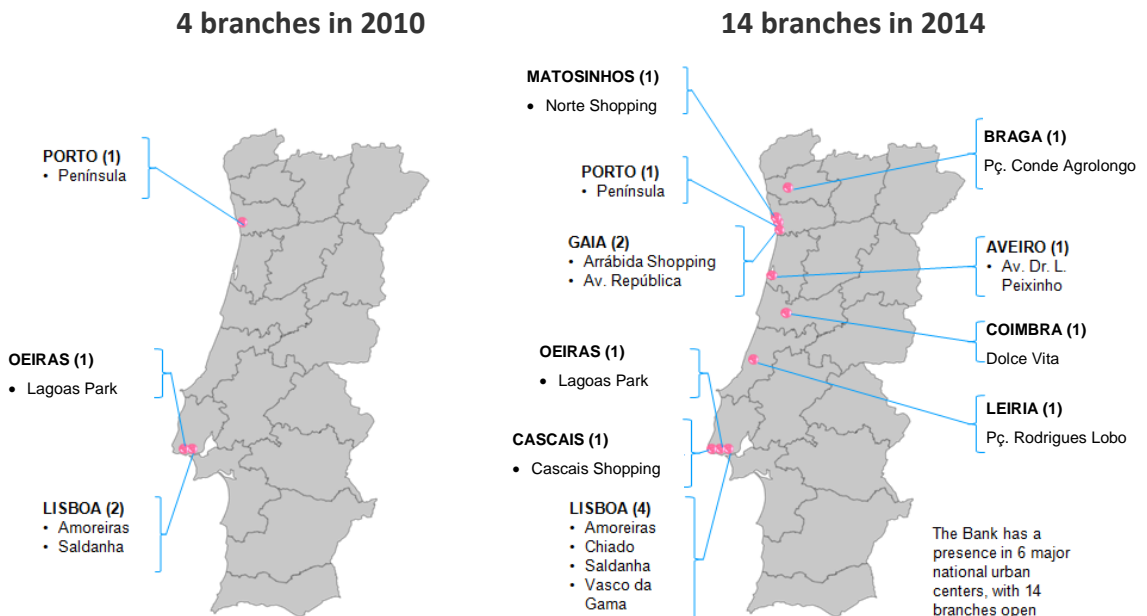 4 branches in 2010
PORTO (1)
• Península
OEIRAS (1)
• Lagoas Park
LISBOA (2)
• Amoreiras
• Saldanha
14 branches in 2014
MATOSINHOS (1)
• Norte Shopping
PORTO (1)
• Península
GAIA (2)
• Arrábida Shopping
• Av. República
OEIRAS (1)
• Lagoas Park
CASCAIS (1)
• Cascais Shopping
LISBOA (4)
• Amoreiras
• Chiado
• Saldanha
• Vasco da
Gama
BRAGA (1)
Pç. Conde Agrolongo
AVEIRO (1)
• Av. Dr. L.
Peixinho
COIMBRA (1)
Dolce Vita
LEIRIA (1)
Pç. Rodrigues Lobo
The Bank has a
presence in 6 major
national urban
centers, with 14
branches open